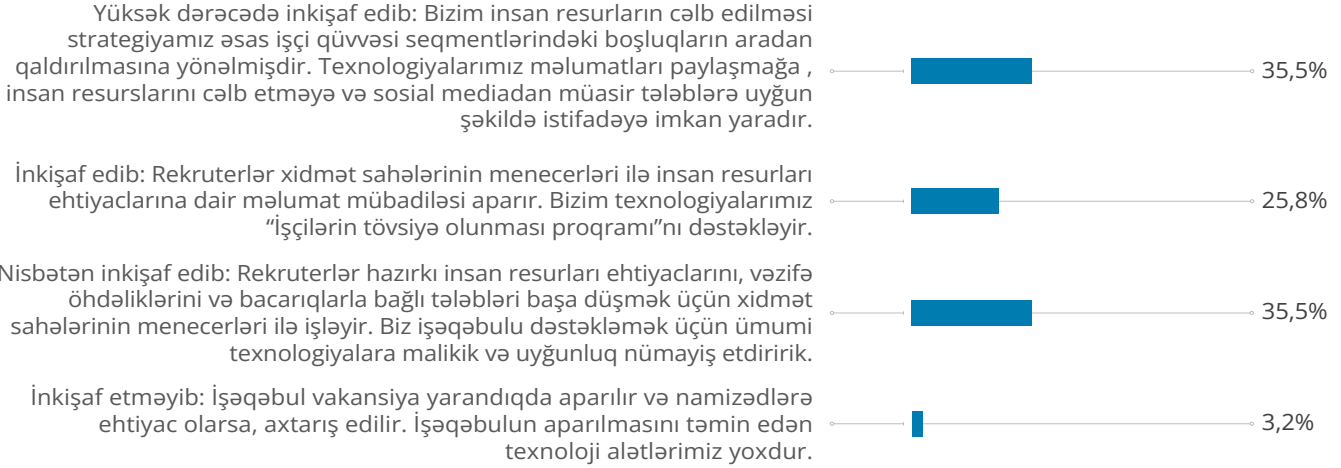 Yüksək dərəcədə inkişaf edib: Bizim insan resurların cəlb edilməsi
strategiyamız əsas işçi qüvvəsi seqmentlərindəki boşluqların aradan
qaldırılmasına yönəlmişdir. Texnologiyalarımız məlumatları paylaşmağa ,
insan resurslarını cəlb etməyə və sosial mediadan müasir tələblərə uyğun
şəkildə istifadəyə imkan yaradır.
35,5%
İnkişaf edib: Rekruterlər xidmət sahələrinin menecerləri ilə insan resurları
ehtiyaclarına dair məlumat mübadiləsi aparır. Bizim texnologiyalarımız
“İşçilərin tövsiyə olunması proqramı”nı dəstəkləyir.
25,8%
Nisbətən inkişaf edib: Rekruterlər hazırkı insan resurları ehtiyaclarını, vəzifə
öhdəliklərini və bacarıqlarla bağlı tələbləri başa düşmək üçün xidmət
sahələrinin menecerləri ilə işləyir. Biz işəqəbulu dəstəkləmək üçün ümumi
texnologiyalara malikik və uyğunluq nümayiş etdiririk.
35,5%
İnkişaf etməyib: İşəqəbul vakansiya yarandıqda aparılır və namizədlərə
ehtiyac olarsa, axtarış edilir. İşəqəbulun aparılmasını təmin edən
texnoloji alətlərimiz yoxdur.
3,2%